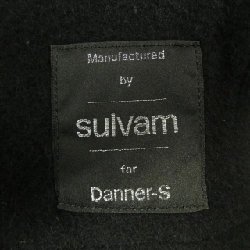 Manufactured
by
sulvam
for
Danner-S